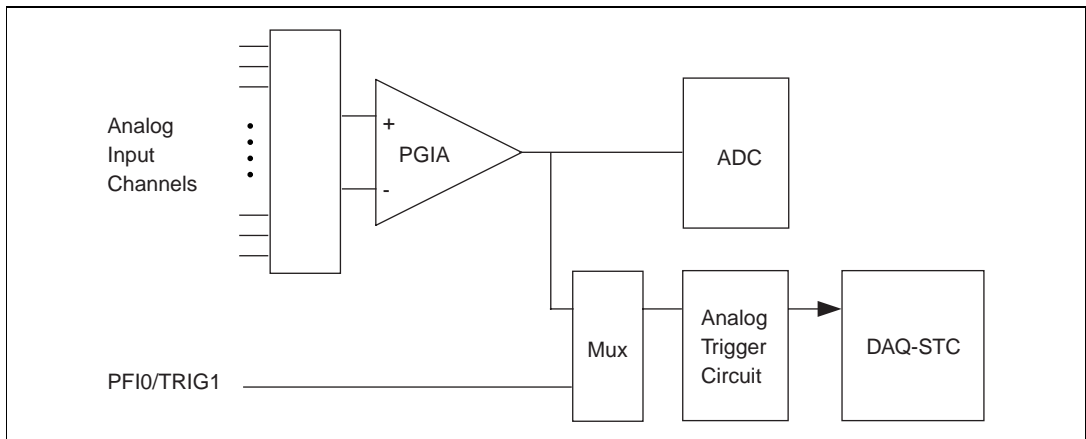 Analog
Input
Channels
+
PGIA
-
ADC
Mux
Analog
Trigger
Circuit
DAQ-STC
PFI0/TRIG1